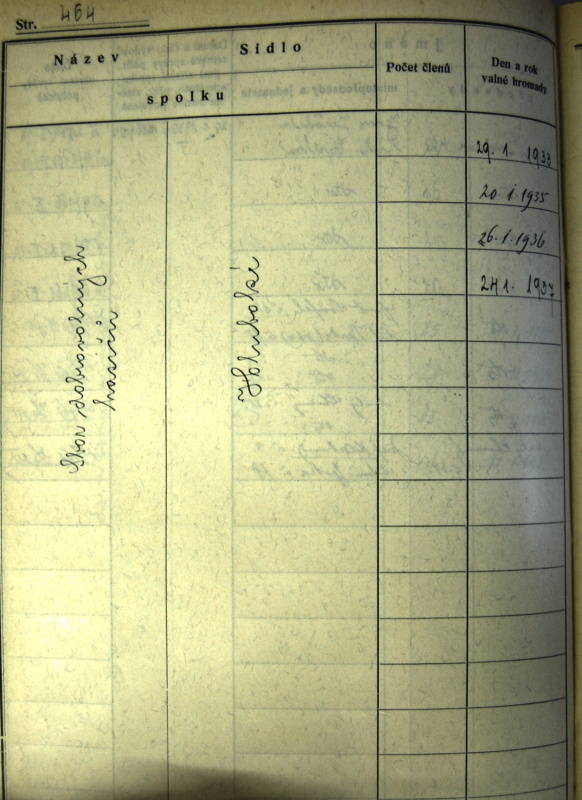 Str. 464
Název
Sídlo
spolku
Počet členů
Den a rok
valné hromady
29. 1. 1933
20. 1. 1935
26. 1. 1936
24. 1. 1937
Sbor dobrovolných
hasičů